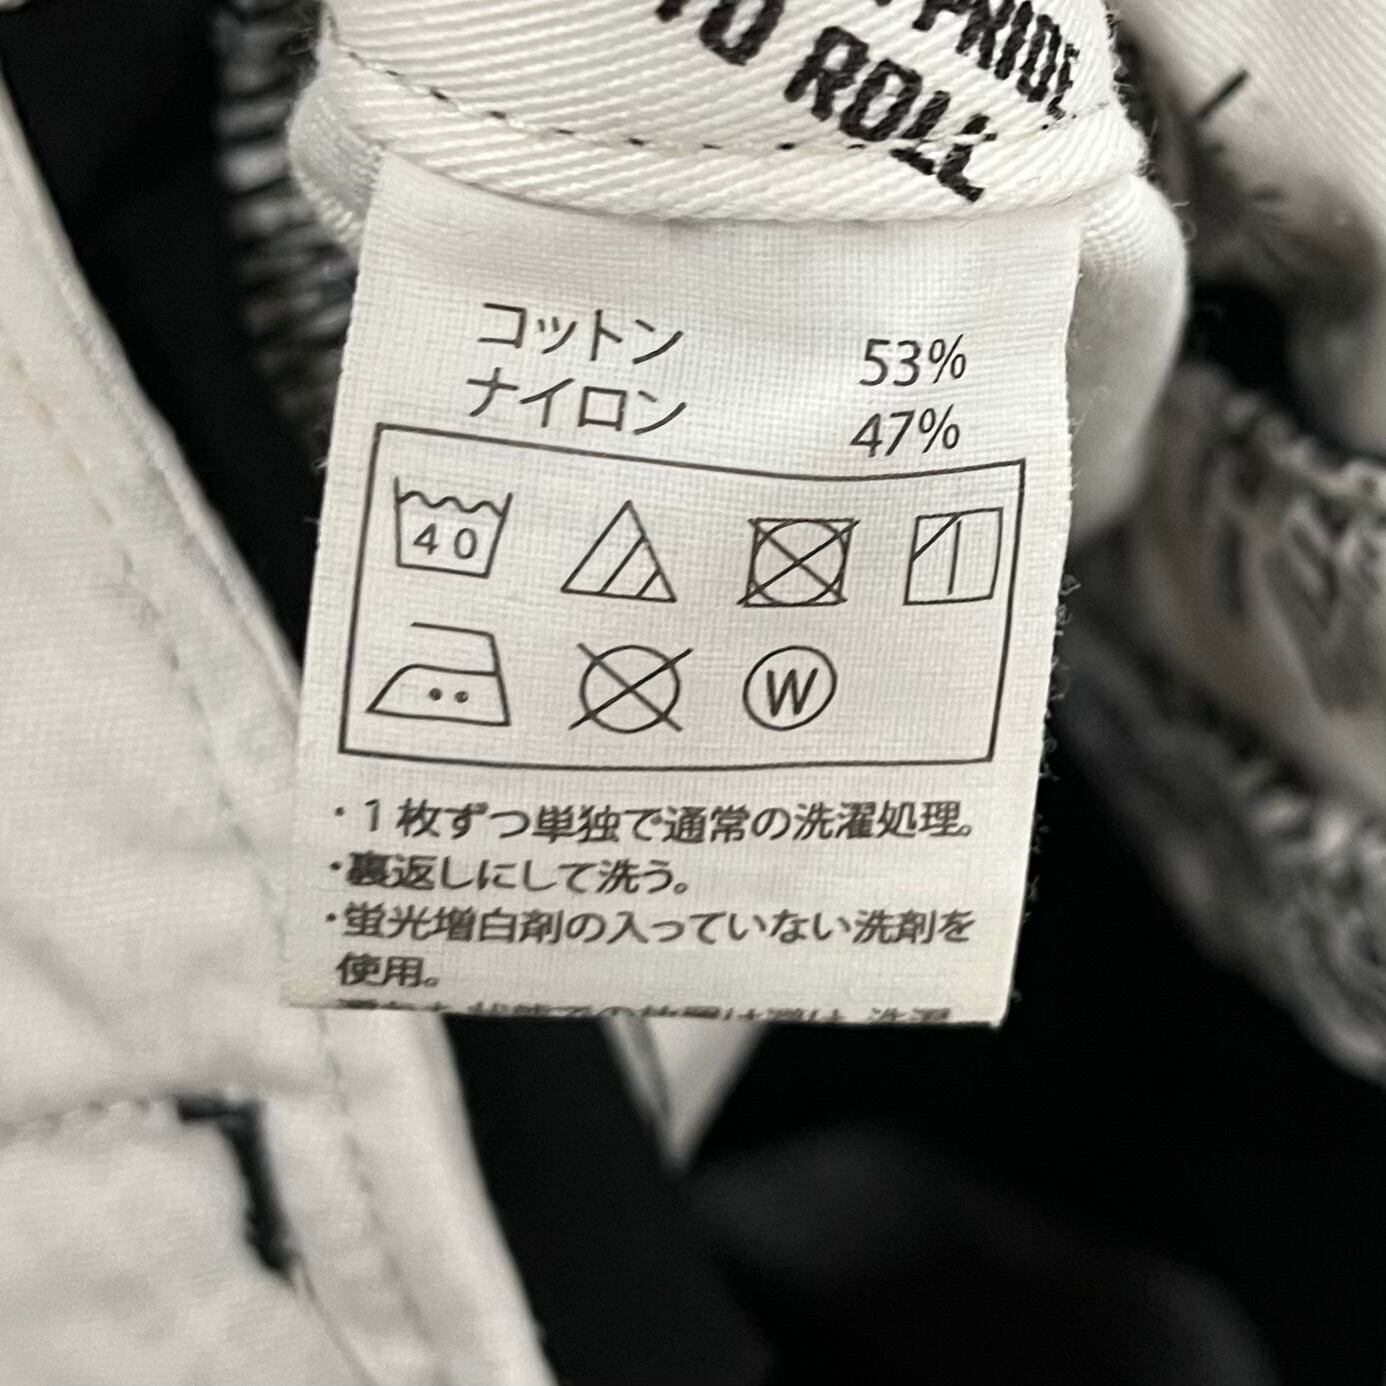 PRIDE
TO ROLL
コットン 53%
ナイロン 47%
40
W
・1枚ずつ単独で通常の洗濯処理。
・裏返しにして洗う。
・蛍光増白剤の入っていない洗剤を
使用。